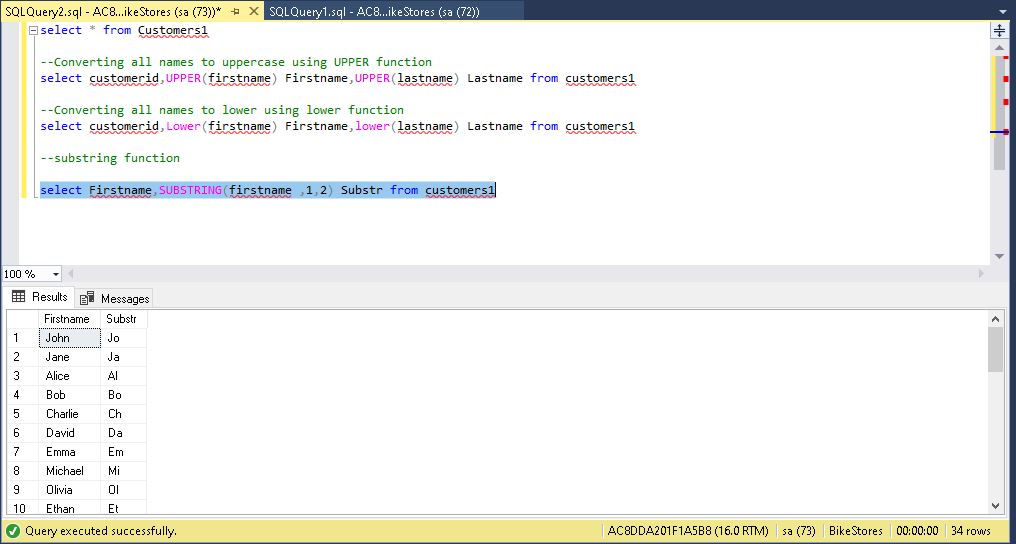 SQLQuery2.sql - AC8...ikeStores (sa (73))* SQLQuery1.sql - AC8...ikeStores (sa (72))
select * from Customers1
--Converting all names to uppercase using UPPER function
select customerid,UPPER(firstname) Firstname,UPPER(lastname) Lastname from customers1
--Converting all names to lower using lower function
select customerid,Lower(firstname) Firstname,lower(lastname) Lastname from customers1
--substring function
select Firstname,SUBSTRING(firstname ,1,2) Substr from customers1
100 %
Results Messages
Firstname Substr
1 John Jo
2 Jane Ja
3 Alice Al
4 Bob Bo
5 Charlie Ch
6 David Da
7 Emma Em
8 Michael Mi
9 Olivia Ol
10 Ethan Et
Query executed successfully. AC8DDA201F1A5B8 (16.0 RTM) sa (73) BikeStores 00:00:00 34 rows